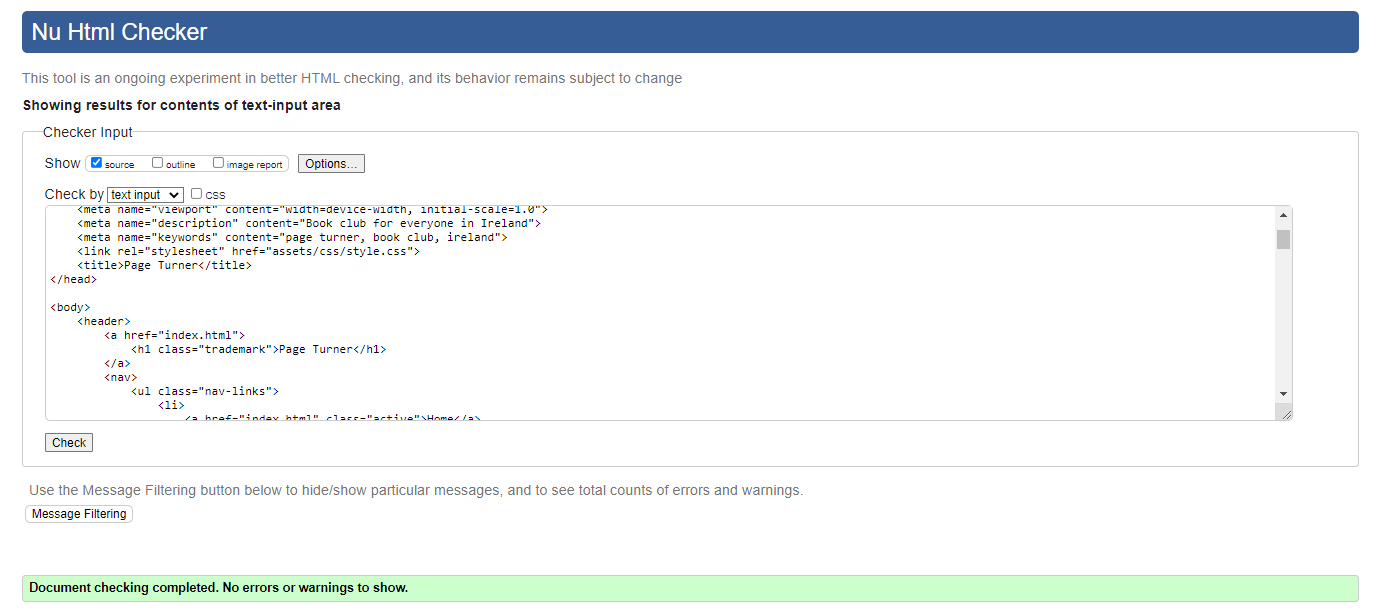 Nu Html Checker
This tool is an ongoing experiment in better HTML checking, and its behavior remains subject to change
Showing results for contents of text-input area
Checker Input
Show source outline image report Options...
Check by text input css
<meta name="viewport" content="width=device-width, initial-scale=1.0">
<meta name="description" content="Book club for everyone in Ireland">
<meta name="keywords" content="page turner, book club, ireland">
<link rel="stylesheet" href="assets/css/style.css">
<title>Page Turner</title>
</head>
<body>
<header>
<a href="index.html">
<h1 class="trademark">Page Turner</h1>
</a>
<nav>
<ul class="nav-links">
<li>
<a href="index.html" class="active">Home</a>
Check
Use the Message Filtering button below to hide/show particular messages, and to see total counts of errors and warnings.
Message Filtering
Document checking completed. No errors or warnings to show.